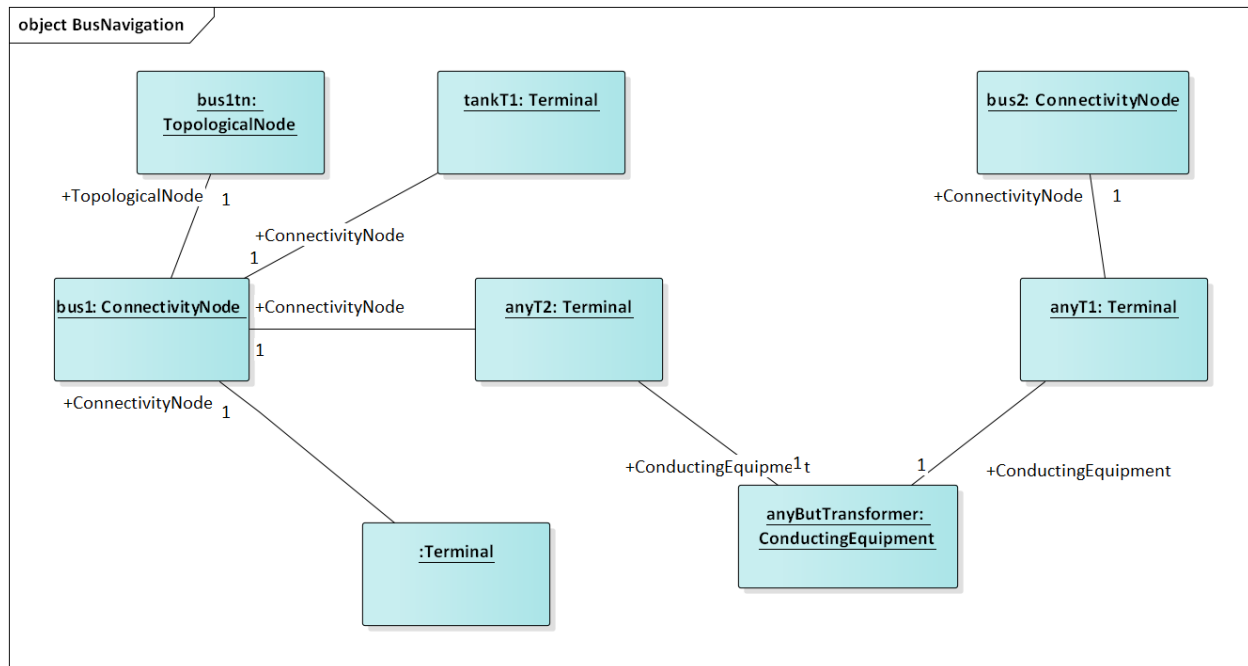 object BusNavigation
bus1tn:
TopologicalNode
tankT1: Terminal
bus2: ConnectivityNode
+TopologicalNode
1
+ConnectivityNode
1
+ConnectivityNode
1
bus1: ConnectivityNode
+ConnectivityNode
1
anyT2: Terminal
anyT1: Terminal
+ConnectivityNode
1
+ConductingEquipment
1
1
+ConductingEquipment
anyButTransformer:
ConductingEquipment
:Terminal